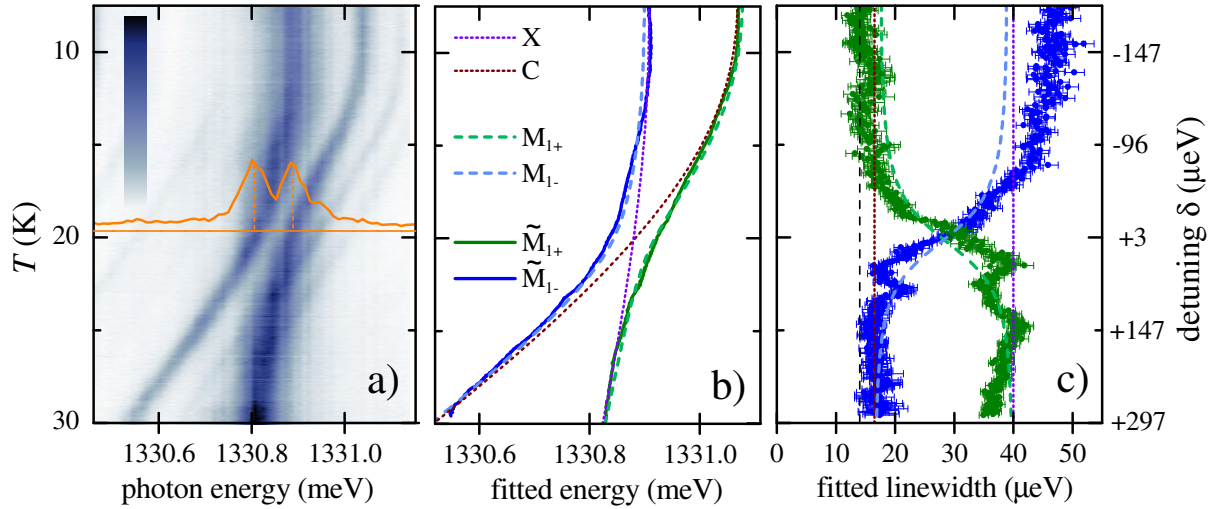 10
20
30
T (K)
1330.6
1330.8
1331.0
photon energy (meV)
a)
X
C
M1+
M1-
M̃1+
M̃1-
1330.6
1330.8
1331.0
fitted energy (meV)
b)
-147
-96
+3
+147
+297
detuning δ (μeV)
0
10
20
30
40
50
fitted linewidth (μeV)
c)